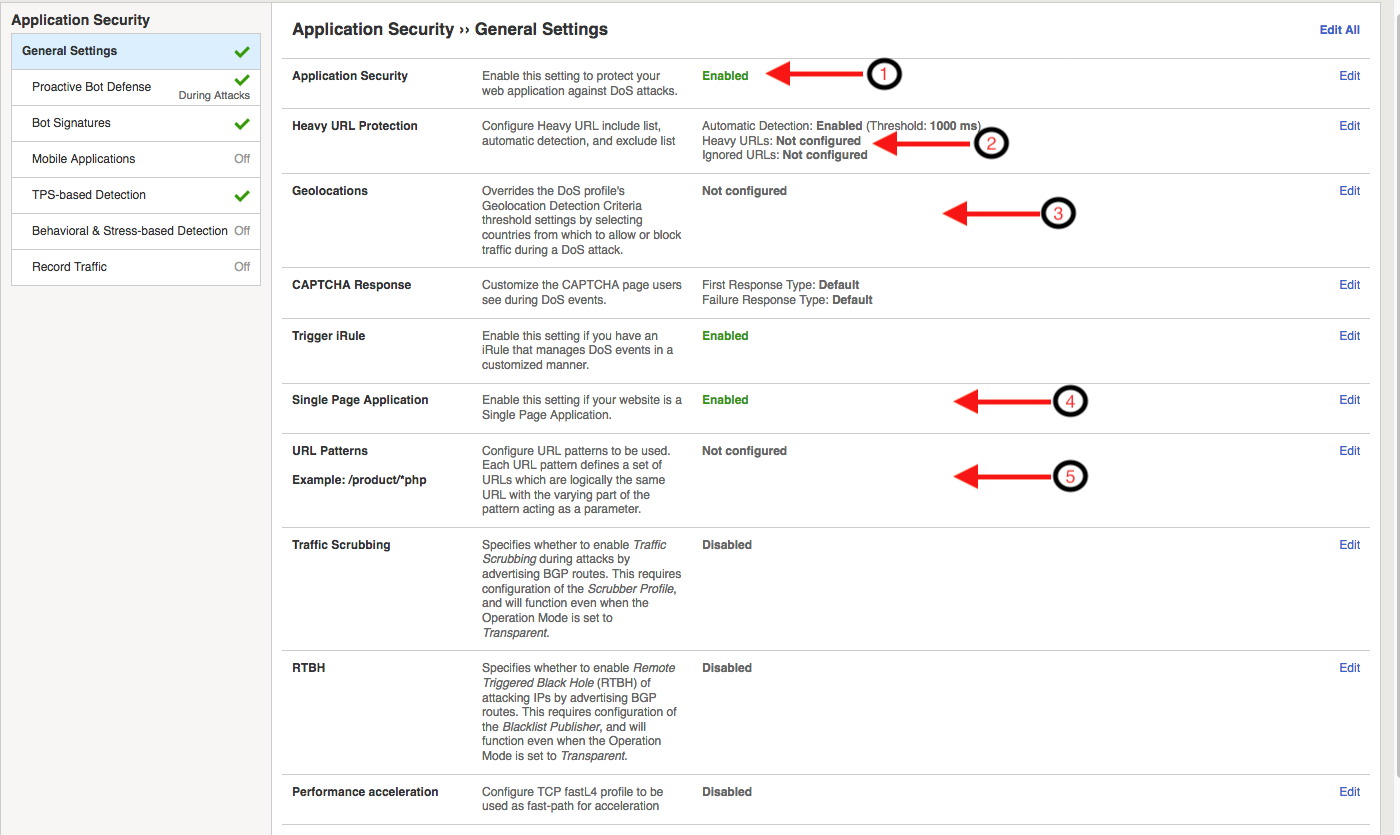 Application Security
General Settings
Proactive Bot Defense
During Attacks
Bot Signatures
Mobile Applications Off
TPS-based Detection
Behavioral & Stress-based Detection Off
Record Traffic Off
Application Security ›› General Settings
Edit All
Application Security
Enable this setting to protect your
web application against DoS attacks.
Enabled
1
Edit
Heavy URL Protection
Configure Heavy URL include list,
automatic detection, and exclude list
Automatic Detection: Enabled (Threshold: 1000 ms)
Heavy URLs: Not configured
Ignored URLs: Not configured
2
Edit
Geolocations
Overrides the DoS profile's
Geolocation Detection Criteria
threshold settings by selecting
countries from which to allow or block
traffic during a DoS attack.
Not configured
3
Edit
CAPTCHA Response
Customize the CAPTCHA page users
see during DoS events.
First Response Type: Default
Failure Response Type: Default
Edit
Trigger iRule
Enable this setting if you have an
iRule that manages DoS events in a
customized manner.
Enabled
Edit
Single Page Application
Enable this setting if your website is a
Single Page Application.
Enabled
4
Edit
URL Patterns
Example: /product/*php
Configure URL patterns to be used.
Each URL pattern defines a set of
URLs which are logically the same
URL with the varying part of the
pattern acting as a parameter.
Not configured
5
Edit
Traffic Scrubbing
Specifies whether to enable Traffic
Scrubbing during attacks by
advertising BGP routes. This requires
configuration of the Scrubber Profile,
and will function even when the
Operation Mode is set to
Transparent.
Disabled
Edit
RTBH
Specifies whether to enable Remote
Triggered Black Hole (RTBH) of
attacking IPs by advertising BGP
routes. This requires configuration of
the Blacklist Publisher, and will
function even when the Operation
Mode is set to Transparent.
Disabled
Edit
Performance acceleration
Configure TCP fastL4 profile to be
used as fast-path for acceleration
Disabled
Edit